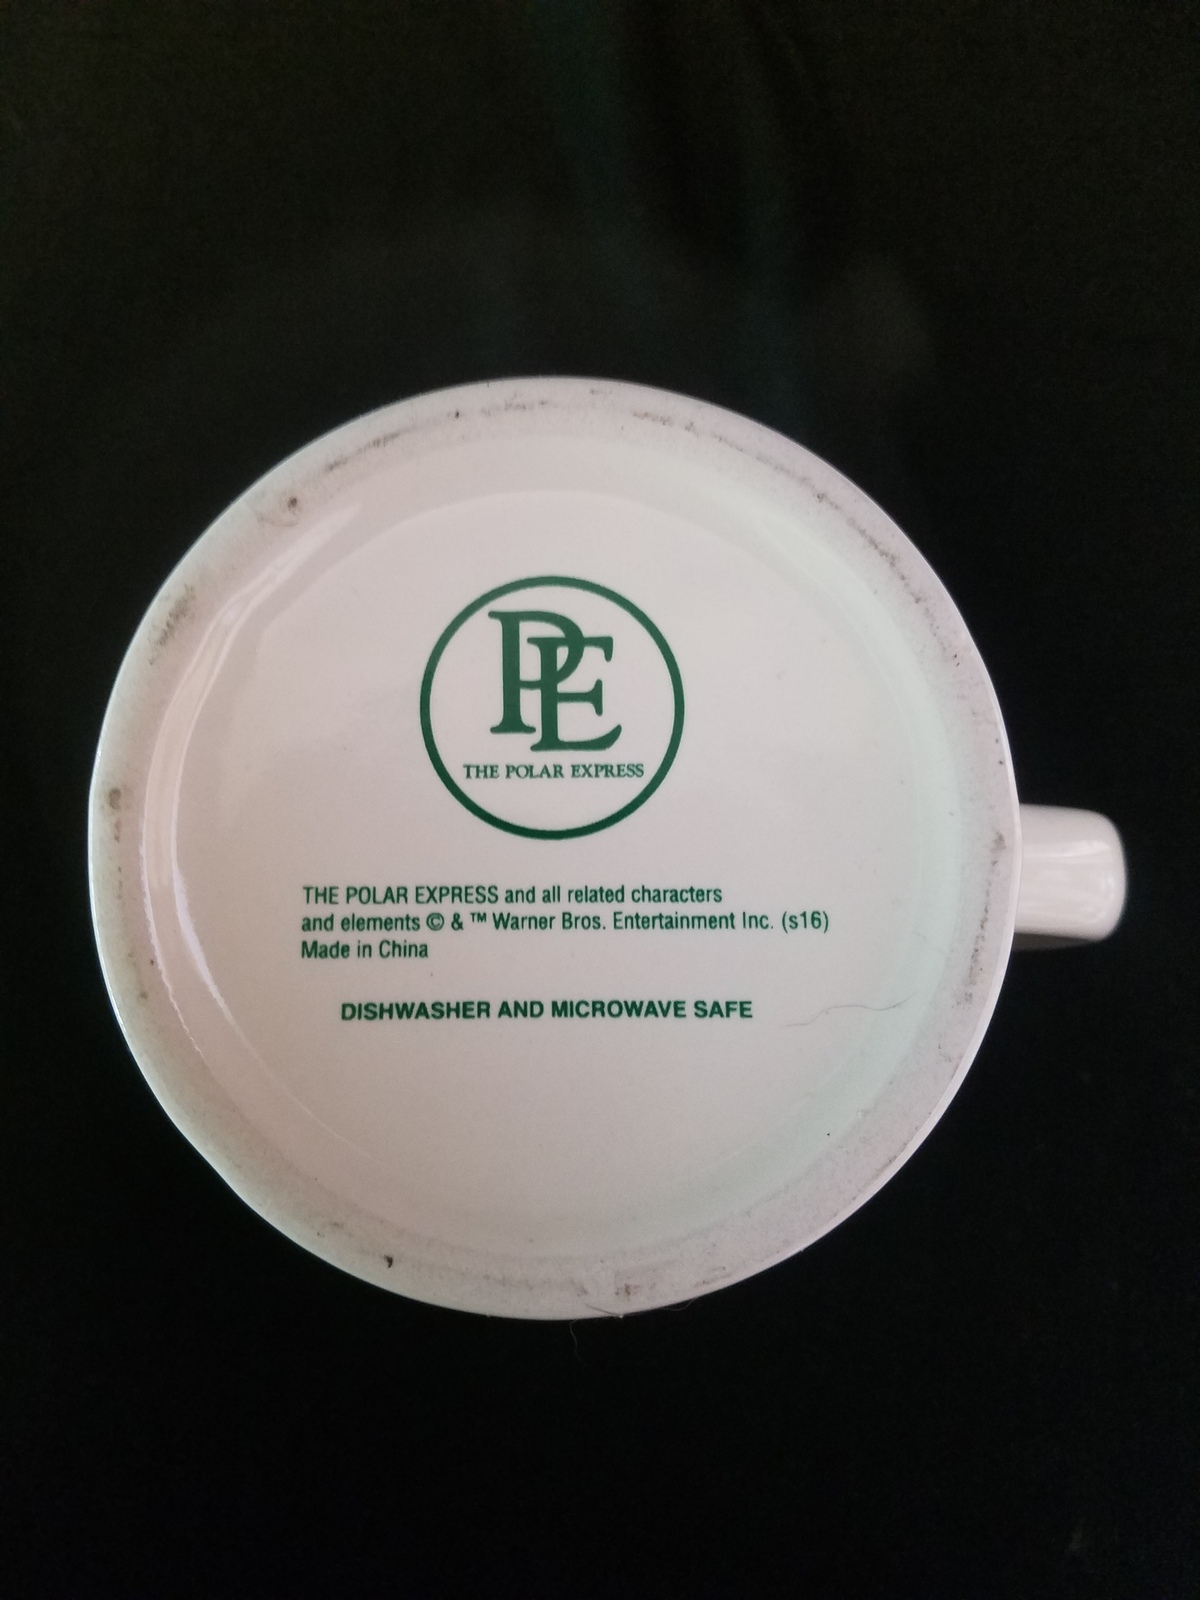 PE
THE POLAR EXPRESS
THE POLAR EXPRESS and all related characters
and elements © & ™ Warner Bros. Entertainment Inc. (s16)
Made in China
DISHWASHER AND MICROWAVE SAFE